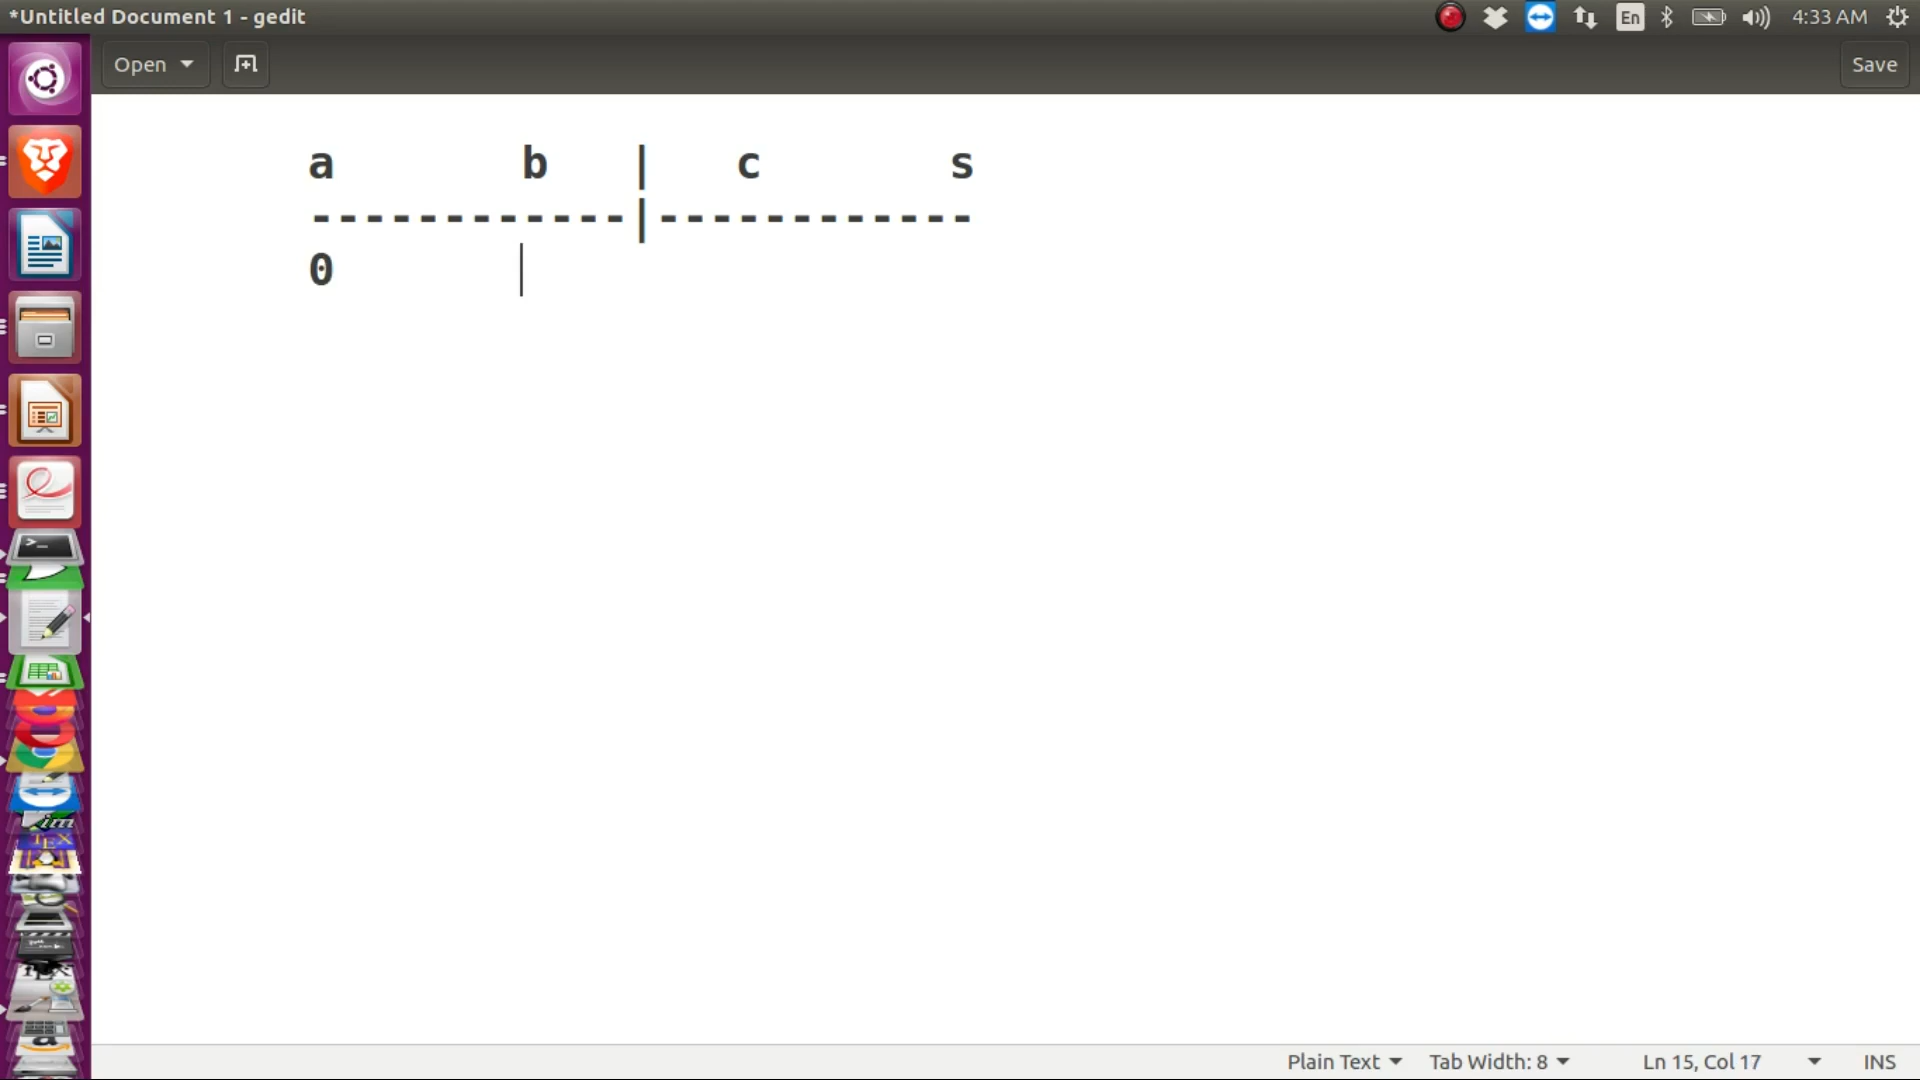 *Untitled Document 1 - gedit
En
4:33 AM
Open
Save
a b | c s
------------|------------
0
Plain Text
Tab Width: 8
Ln 15, Col 17
INS